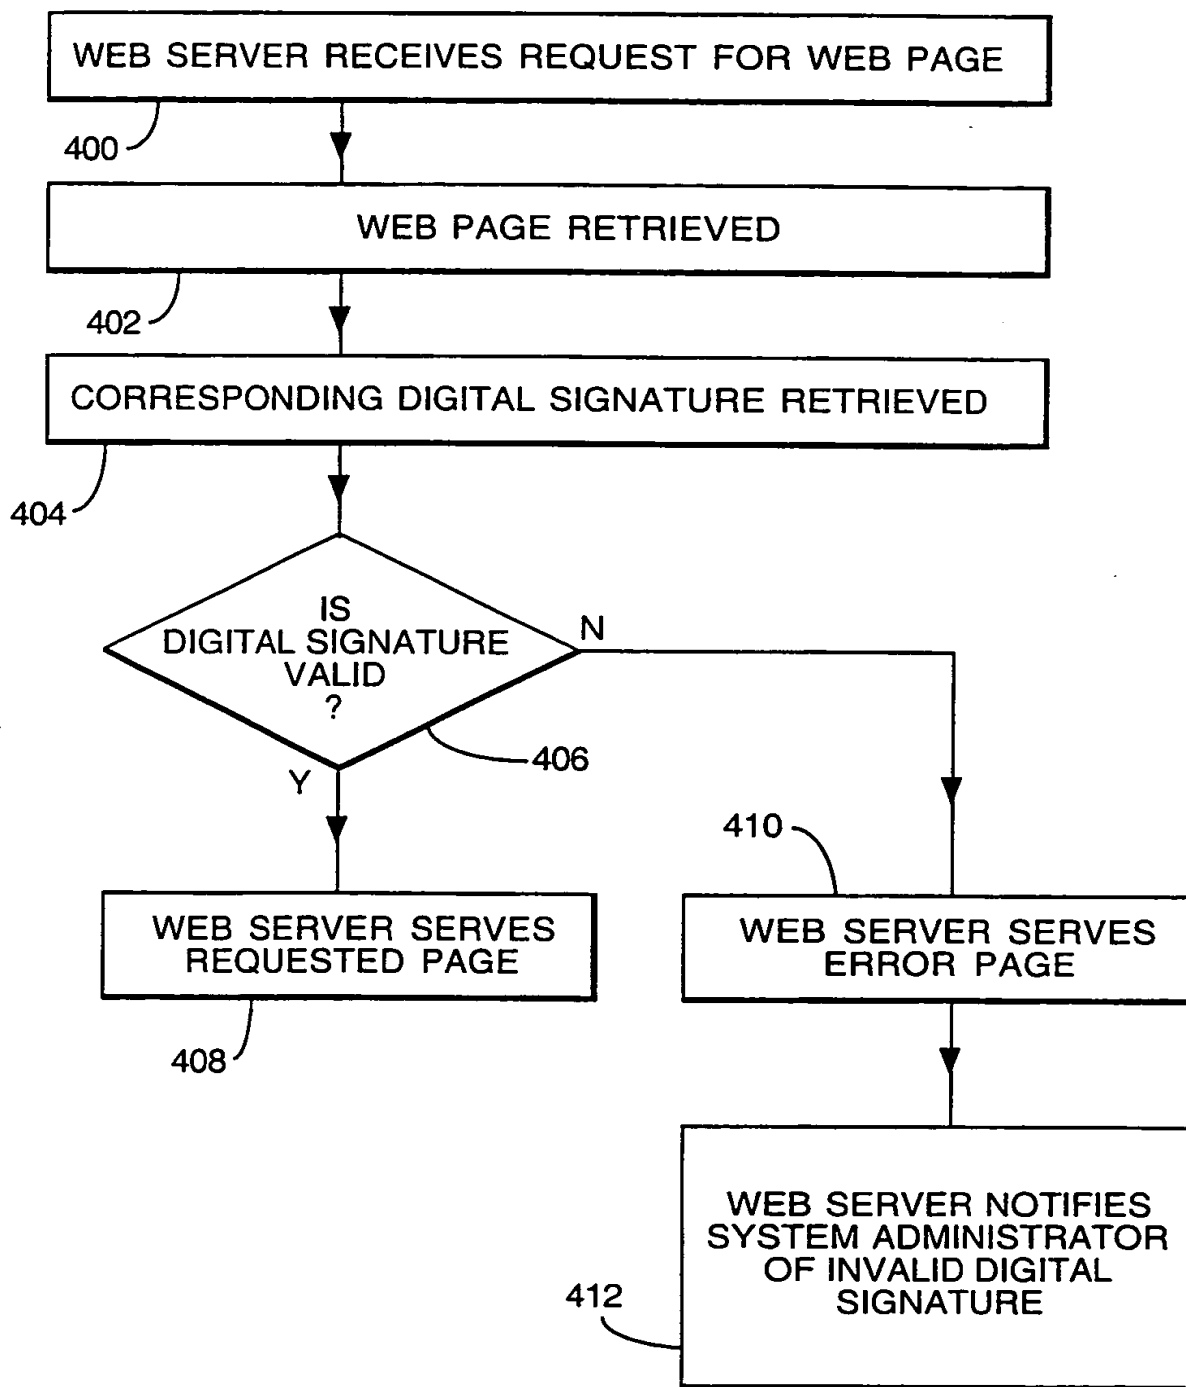 WEB SERVER RECEIVES REQUEST FOR WEB PAGE
400
WEB PAGE RETRIEVED
402
CORRESPONDING DIGITAL SIGNATURE RETRIEVED
404
IS
DIGITAL SIGNATURE
VALID
?
N
406
Y
410
WEB SERVER SERVES
REQUESTED PAGE
408
WEB SERVER SERVES
ERROR PAGE
WEB SERVER NOTIFIES
SYSTEM ADMINISTRATOR
OF INVALID DIGITAL
SIGNATURE
412